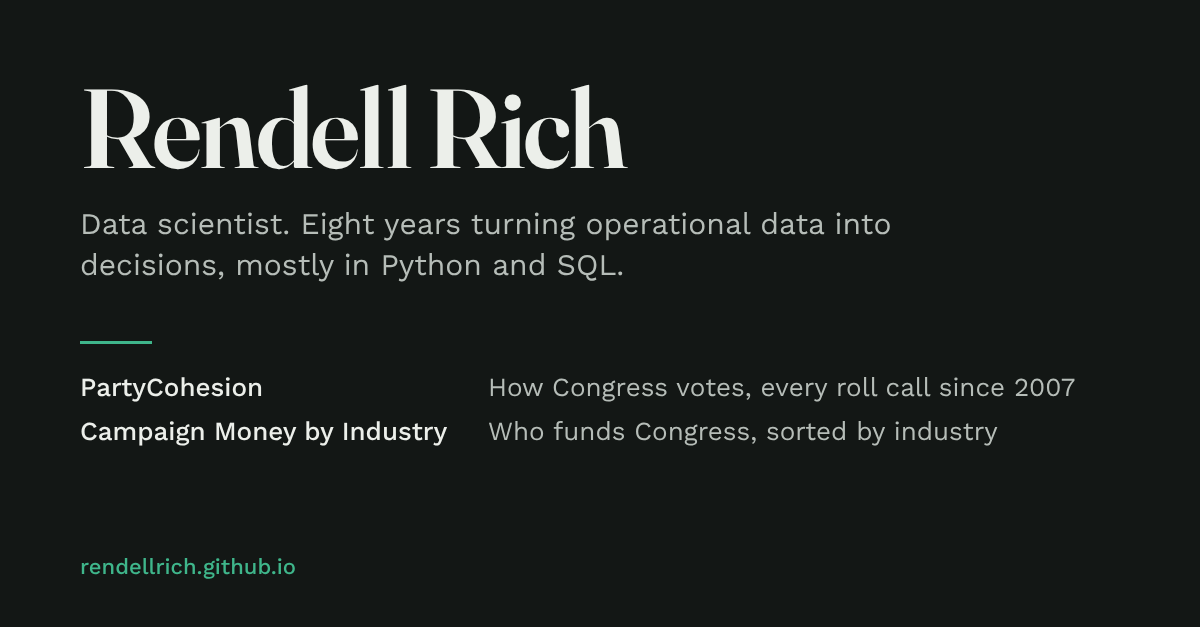 Rendell Rich
Data scientist. Eight years turning operational data into
decisions, mostly in Python and SQL.
PartyCohesion How Congress votes, every roll call since 2007
Campaign Money by Industry Who funds Congress, sorted by industry
rendellrich.github.io